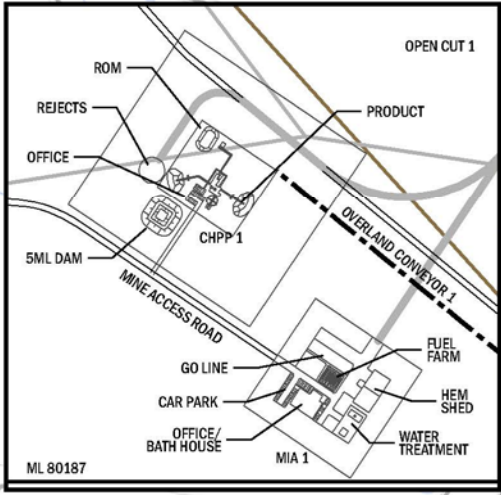 OPEN CUT 1
ROM
REJECTS
PRODUCT
OFFICE
CHPP 1
5ML DAM
OVERLAND CONVEYOR 1
MINE ACCESS ROAD
GO LINE
FUEL
FARM
CAR PARK
HEM
SHED
OFFICE/
BATH HOUSE
WATER
TREATMENT
MIA 1
ML 80187